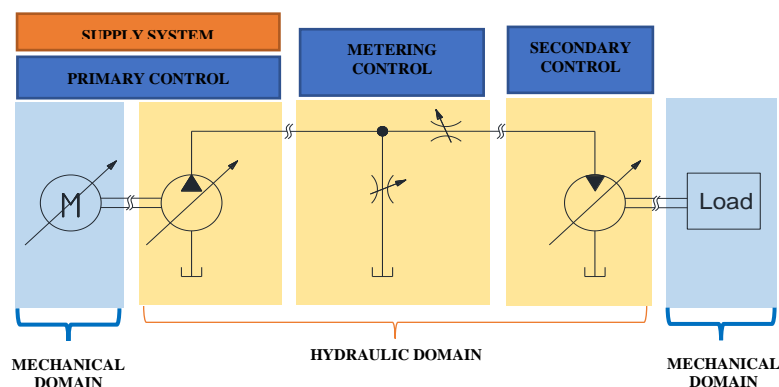 SUPPLY SYSTEM
PRIMARY CONTROL
METERING
CONTROL
SECONDARY
CONTROL
M
Load
MECHANICAL
DOMAIN
HYDRAULIC DOMAIN
MECHANICAL
DOMAIN